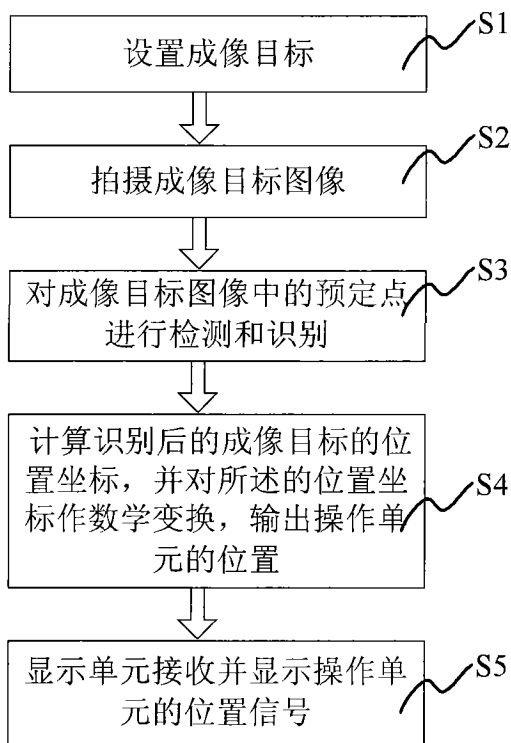 设置成像目标
S1
拍摄成像目标图像
S2
对成像目标图像中的预定点
进行检测和识别
S3
计算识别后的成像目标的位
置坐标，并对所述的位置坐
标作数学变换，输出操作单
元的位置
S4
显示单元接收并显示操作单
元的位置信号
S5